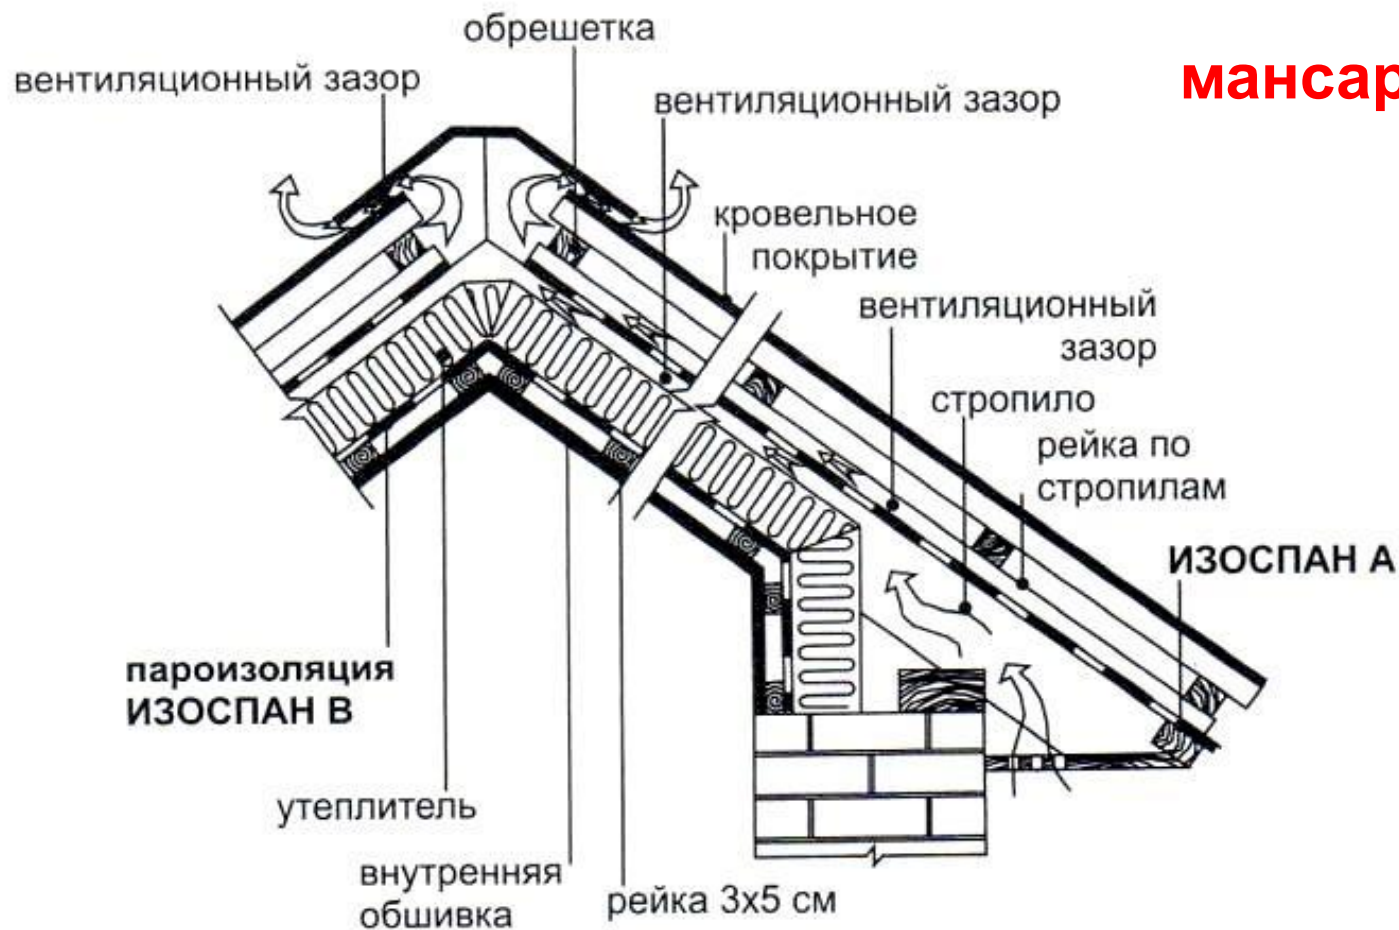 обрешетка
вентиляционный зазор
вентиляционный зазор
мансар
кровельное
покрытие
вентиляционный
зазор
стропило
рейка по
стропилам
ИЗОСПАН А
пароизоляция
ИЗОСПАН В
утеплитель
внутренняя
обшивка
рейка 3х5 см